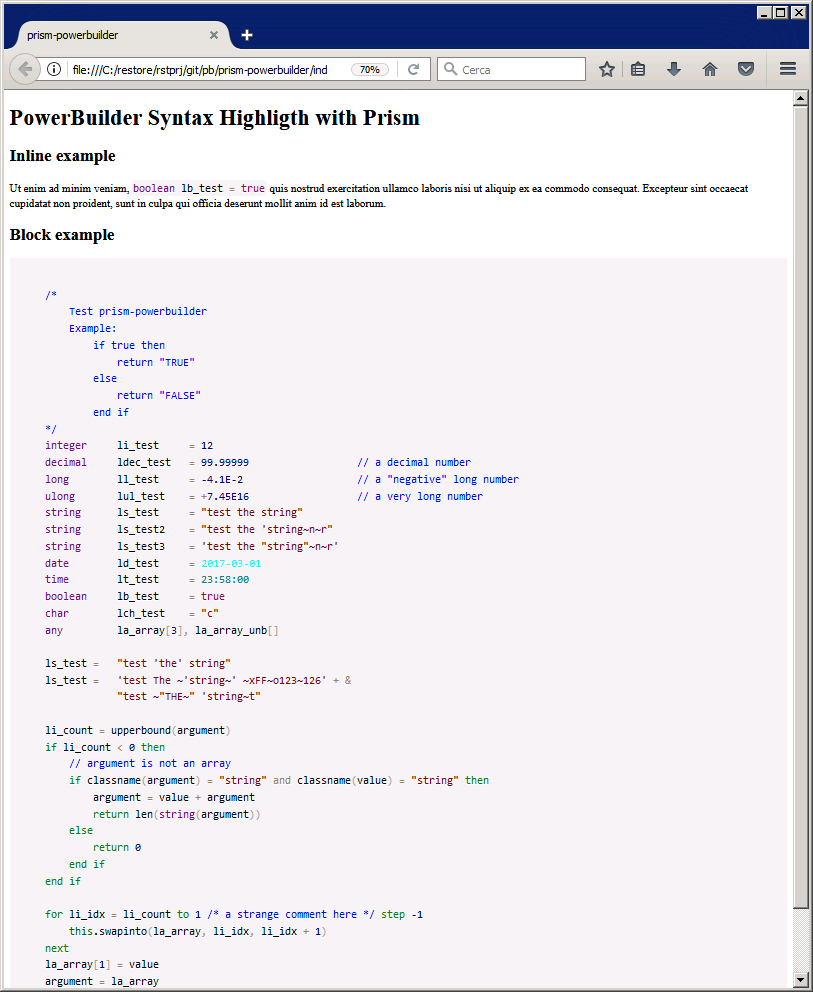 prism-powerbuilder
file:///C:/restore/rstprj/git/pb/prism-powerbuilder/ind
70%
Cerca
PowerBuilder Syntax Highligth with Prism
Inline example
Ut enim ad minim veniam, boolean lb_test = true quis nostrud exercitation ullamco laboris nisi ut aliquip ex ea commodo consequat. Excepteur sint occaecat
cupidatat non proident, sunt in culpa qui officia deserunt mollit anim id est laborum.
Block example
/*
    Test prism-powerbuilder
    Example:
        if true then
            return "TRUE"
        else
            return "FALSE"
        end if
*/
integer     li_test     = 12
decimal     ldec_test   = 99.99999                  // a decimal number
long        ll_test     = -4.1E-2                   // a "negative" long number
ulong       lul_test    = +7.45E16                  // a very long number
string      ls_test     = "test the string"
string      ls_test2    = "test the 'string~n~r"
string      ls_test3    = 'test the "string"~n~r'
date        ld_test     = 2017-03-01
time        lt_test     = 23:58:00
boolean     lb_test     = true
char        lch_test    = "c"
any         la_array[3], la_array_unb[]
ls_test =   "test 'the' string"
ls_test =   'test The ~'string~' ~xFF~o123~126' + &
            "test ~"THE~" 'string~t"
li_count = upperbound(argument)
if li_count < 0 then
    // argument is not an array
    if classname(argument) = "string" and classname(value) = "string" then
        argument = value + argument
        return len(string(argument))
    else
        return 0
    end if
end if
for li_idx = li_count to 1 /* a strange comment here */ step -1
    this.swapinto(la_array, li_idx, li_idx + 1)
next
la_array[1] = value
argument = la_array